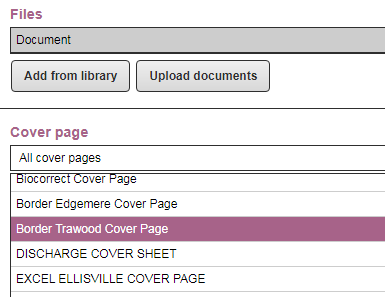 Files
Document
Add from library
Upload documents
Cover page
All cover pages
Biocorrect Cover Page
Border Edgemere Cover Page
Border Trawood Cover Page
DISCHARGE COVER SHEET
EXCEL ELLISVILLE COVER PAGE